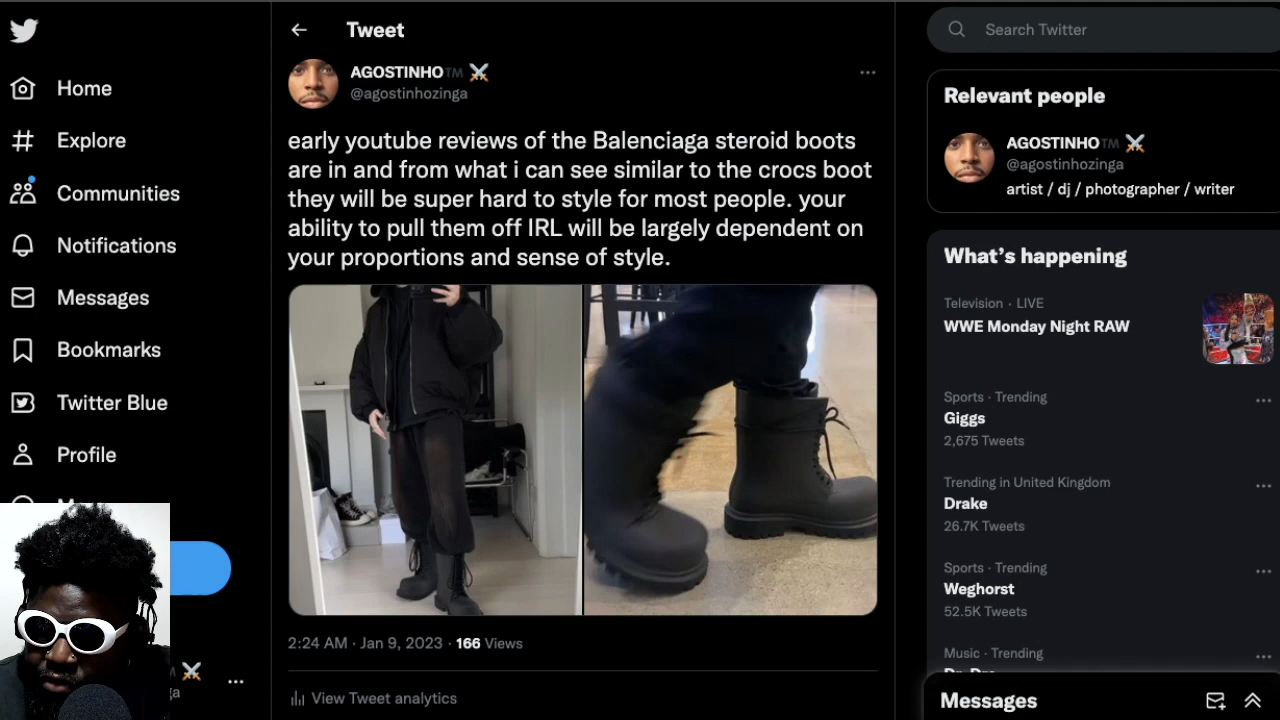 Home
Explore
Communities
Notifications
Messages
Bookmarks
Twitter Blue
Profile
Tweet
AGOSTINHO™ ⚔️
@agostinhozinga
early youtube reviews of the Balenciaga steroid boots
are in and from what i can see similar to the crocs boot
they will be super hard to style for most people. your
ability to pull them off IRL will be largely dependent on
your proportions and sense of style.
2:24 AM · Jan 9, 2023 · 166 Views
View Tweet analytics
Search Twitter
Relevant people
AGOSTINHO™ ⚔️
@agostinhozinga
artist / dj / photographer / writer
What's happening
Television · LIVE
WWE Monday Night RAW
Sports · Trending
Giggs
2,675 Tweets
Trending in United Kingdom
Drake
26.7K Tweets
Sports · Trending
Weghorst
52.5K Tweets
Music · Trending
Messages